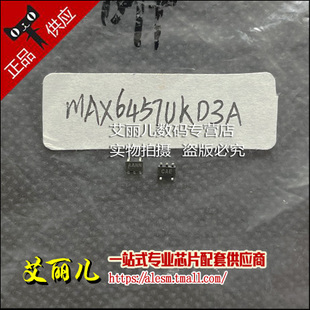 正品
供应
MAX6457UKD3A
艾丽儿数码专营店
实物拍摄 盗版必究
艾丽儿
一站式专业芯片配套供应商
https://alesm.tmall.com/